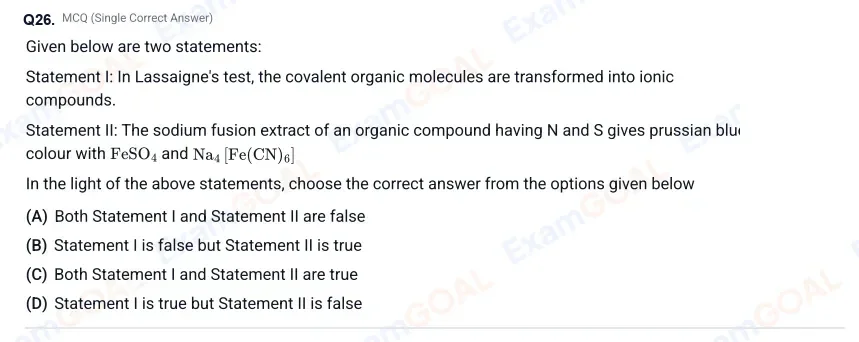 Q26. MCQ (Single Correct Answer)
Given below are two statements:
Statement I: In Lassaigne's test, the covalent organic molecules are transformed into ionic
compounds.
Statement II: The sodium fusion extract of an organic compound having N and S gives prussian blu
colour with FeSO₄ and Na₄ [Fe(CN)₆]
In the light of the above statements, choose the correct answer from the options given below
(A) Both Statement I and Statement II are false
(B) Statement I is false but Statement II is true
(C) Both Statement I and Statement II are true
(D) Statement I is true but Statement II is false
ExamGOAL